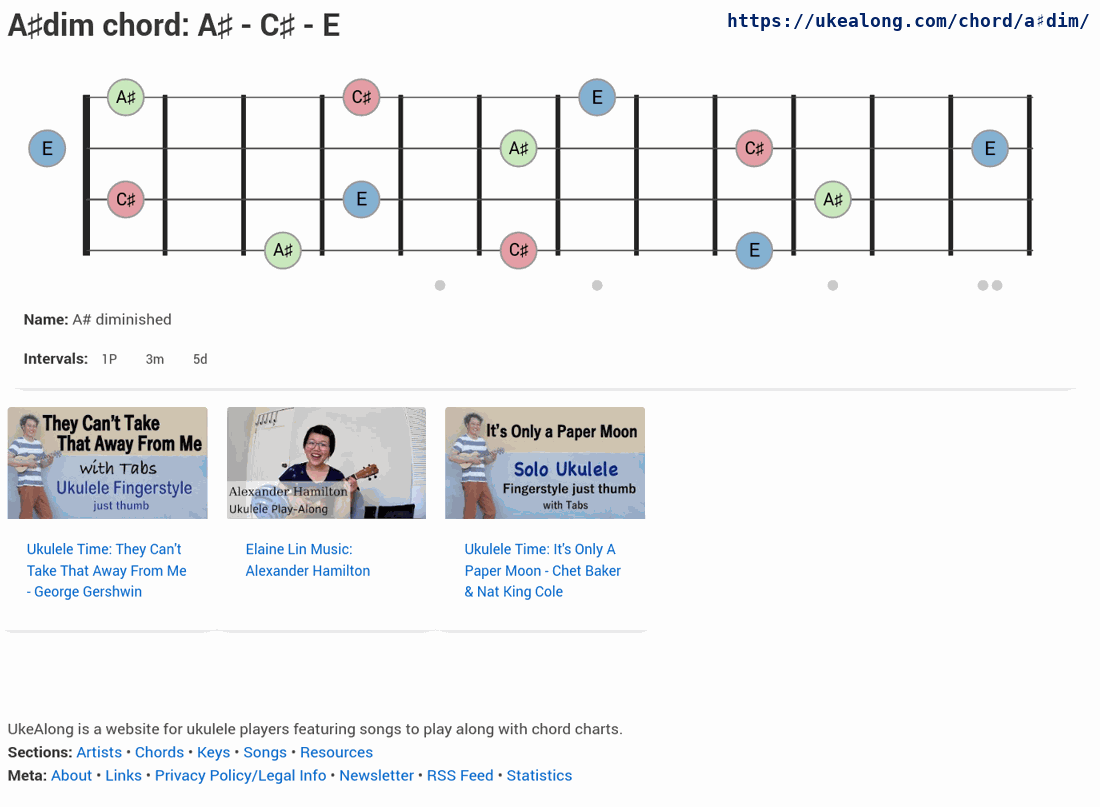 A♯dim chord: A♯ - C♯ - E
https://ukealong.com/chord/a♯dim/
A♯ C♯ E
E A♯ C♯ E
C♯ E A♯
A♯ C♯ E
Name: A# diminished
Intervals: 1P 3m 5d
They Can't Take
That Away From Me
with Tabs
Ukulele Fingerstyle
just thumb
Alexander Hamilton
Ukulele Play-Along
It's Only a Paper Moon
Solo Ukulele
Fingerstyle just thumb
with Tabs
Ukulele Time: They Can't
Take That Away From Me
- George Gershwin
Elaine Lin Music:
Alexander Hamilton
Ukulele Time: It's Only A
Paper Moon - Chet Baker
& Nat King Cole
UkeAlong is a website for ukulele players featuring songs to play along with chord charts.
Sections: Artists • Chords • Keys • Songs • Resources
Meta: About • Links • Privacy Policy/Legal Info • Newsletter • RSS Feed • Statistics